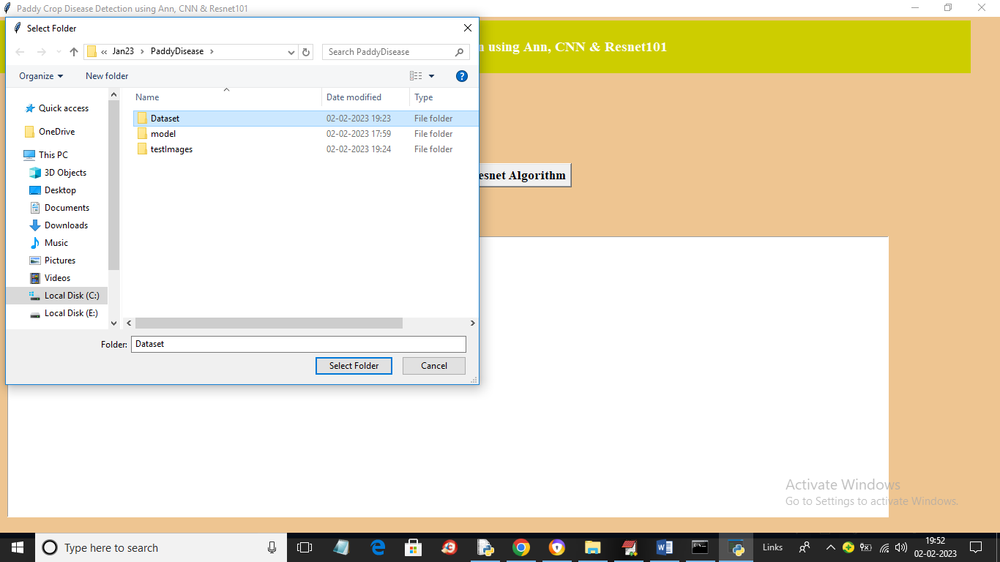 Paddy Crop Disease Detection using Ann, CNN & Resnet101
Select Folder
n using Ann, CNN & Resnet101
« Jan23 › PaddyDisease ›
Search PaddyDisease
Organize
New folder
?
Name Date modified Type
Quick access
OneDrive
This PC
3D Objects
Desktop
Documents
Downloads
Music
Pictures
Videos
Local Disk (C:)
Local Disk (E:)
Dataset 02-02-2023 19:23 File folder
model 02-02-2023 17:59 File folder
testImages 02-02-2023 19:24 File folder
esnet Algorithm
Folder: Dataset
Select Folder Cancel
Activate Windows
Go to Settings to activate Windows.
Type here to search
Links
19:52
02-02-2023